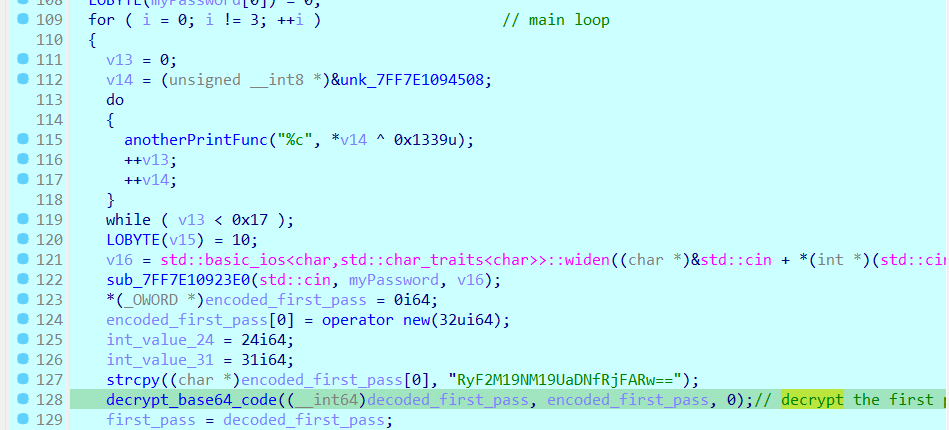 108 LOBYTE(myPassword[0]) = 0;
109 for ( i = 0; i != 3; ++i ) // main loop
110 {
111 v13 = 0;
112 v14 = (unsigned __int8 *)&unk_7FF7E1094508;
113 do
114 {
115 anotherPrintFunc("%c", *v14 ^ 0x1339u);
116 ++v13;
117 ++v14;
118 }
119 while ( v13 < 0x17 );
120 LOBYTE(v15) = 10;
121 v16 = std::basic_ios<char,std::char_traits<char>>::widen((char *)&std::cin + *(int *)(std::cin
122 sub_7FF7E10923E0(std::cin, myPassword, v16);
123 *(_OWORD *)encoded_first_pass = 0i64;
124 encoded_first_pass[0] = operator new(32ui64);
125 int_value_24 = 24i64;
126 int_value_31 = 31i64;
127 strcpy((char *)encoded_first_pass[0], "RyF2M19NM19UaDNfRjFARw==");
128 decrypt_base64_code((__int64)decoded_first_pass, encoded_first_pass, 0);// decrypt the first
129 first_pass = decoded_first_pass;